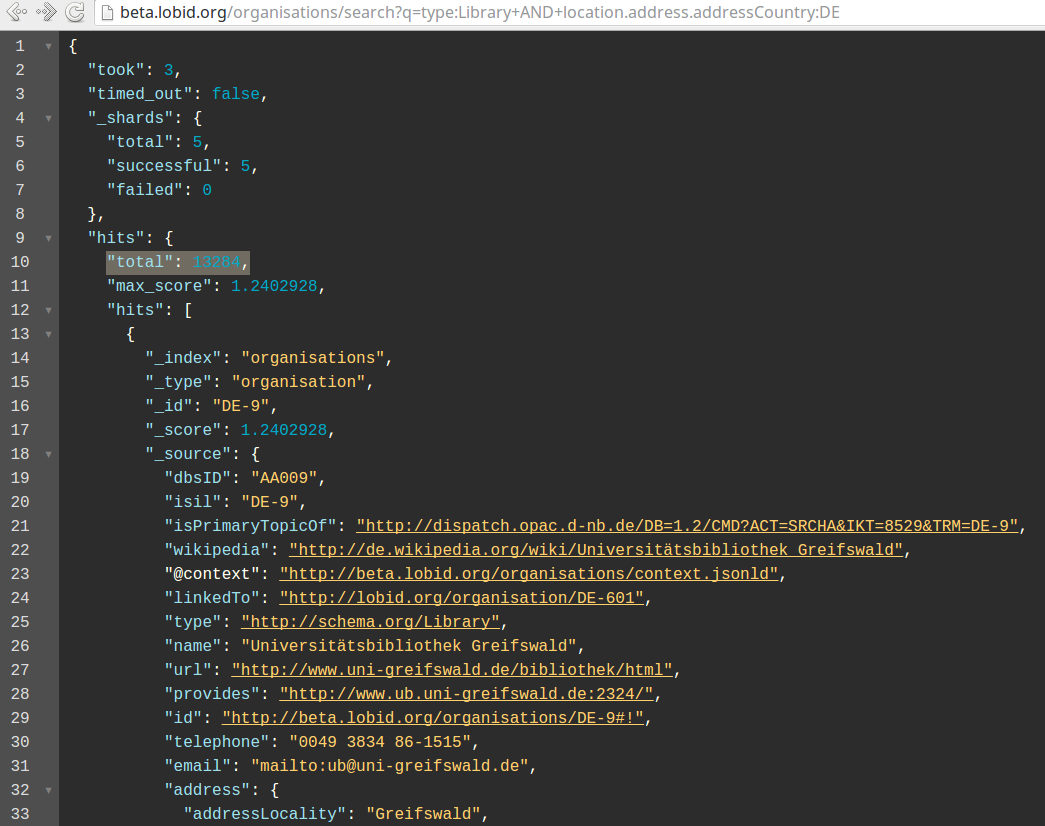 beta.lobid.org/organisations/search?q=type:Library+AND+location.address.addressCountry:DE
1 {
2 "took": 3,
3 "timed_out": false,
4 "_shards": {
5 "total": 5,
6 "successful": 5,
7 "failed": 0
8 },
9 "hits": {
10 "total": 13284,
11 "max_score": 1.2402928,
12 "hits": [
13 {
14 "_index": "organisations",
15 "_type": "organisation",
16 "_id": "DE-9",
17 "_score": 1.2402928,
18 "_source": {
19 "dbsID": "AA009",
20 "isil": "DE-9",
21 "isPrimaryTopicOf": "http://dispatch.opac.d-nb.de/DB=1.2/CMD?ACT=SRCHA&IKT=8529&TRM=DE-9",
22 "wikipedia": "http://de.wikipedia.org/wiki/Universitätsbibliothek_Greifswald",
23 "@context": "http://beta.lobid.org/organisations/context.jsonld",
24 "linkedTo": "http://lobid.org/organisation/DE-601",
25 "type": "http://schema.org/Library",
26 "name": "Universitätsbibliothek Greifswald",
27 "url": "http://www.uni-greifswald.de/bibliothek/html",
28 "provides": "http://www.ub.uni-greifswald.de:2324/",
29 "id": "http://beta.lobid.org/organisations/DE-9#!",
30 "telephone": "0049 3834 86-1515",
31 "email": "mailto:ub@uni-greifswald.de",
32 "address": {
33 "addressLocality": "Greifswald",